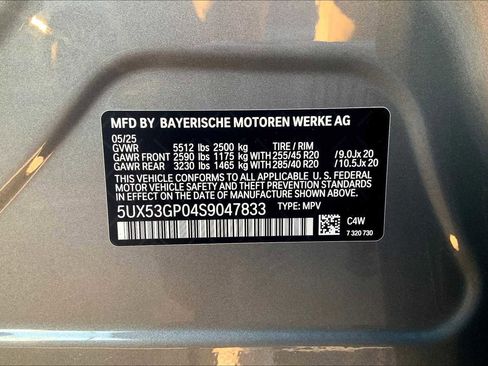 MFD BY BAYERISCHE MOTOREN WERKE AG
05/25
GVWR 5512 lbs 2500 kg TIRE / RIM
GAWR FRONT 2590 lbs 1175 kg WITH 255/45 R20 /9.0Jx 20
GAWR REAR 3230 lbs 1465 kg WITH 285/40 R20 /10.5Jx 20
THIS VEHICLE CONFORMS TO ALL APPLICABLE U. S. FEDERAL
MOTOR VEHICLE SAFETY, BUMPER, AND THEFT PREVENTION STANDARDS
IN EFFECT ON THE DATE OF MANUFACTURE SHOWN ABOVE.
5UX53GP04S9047833 TYPE: MPV
C4W
7 320 730